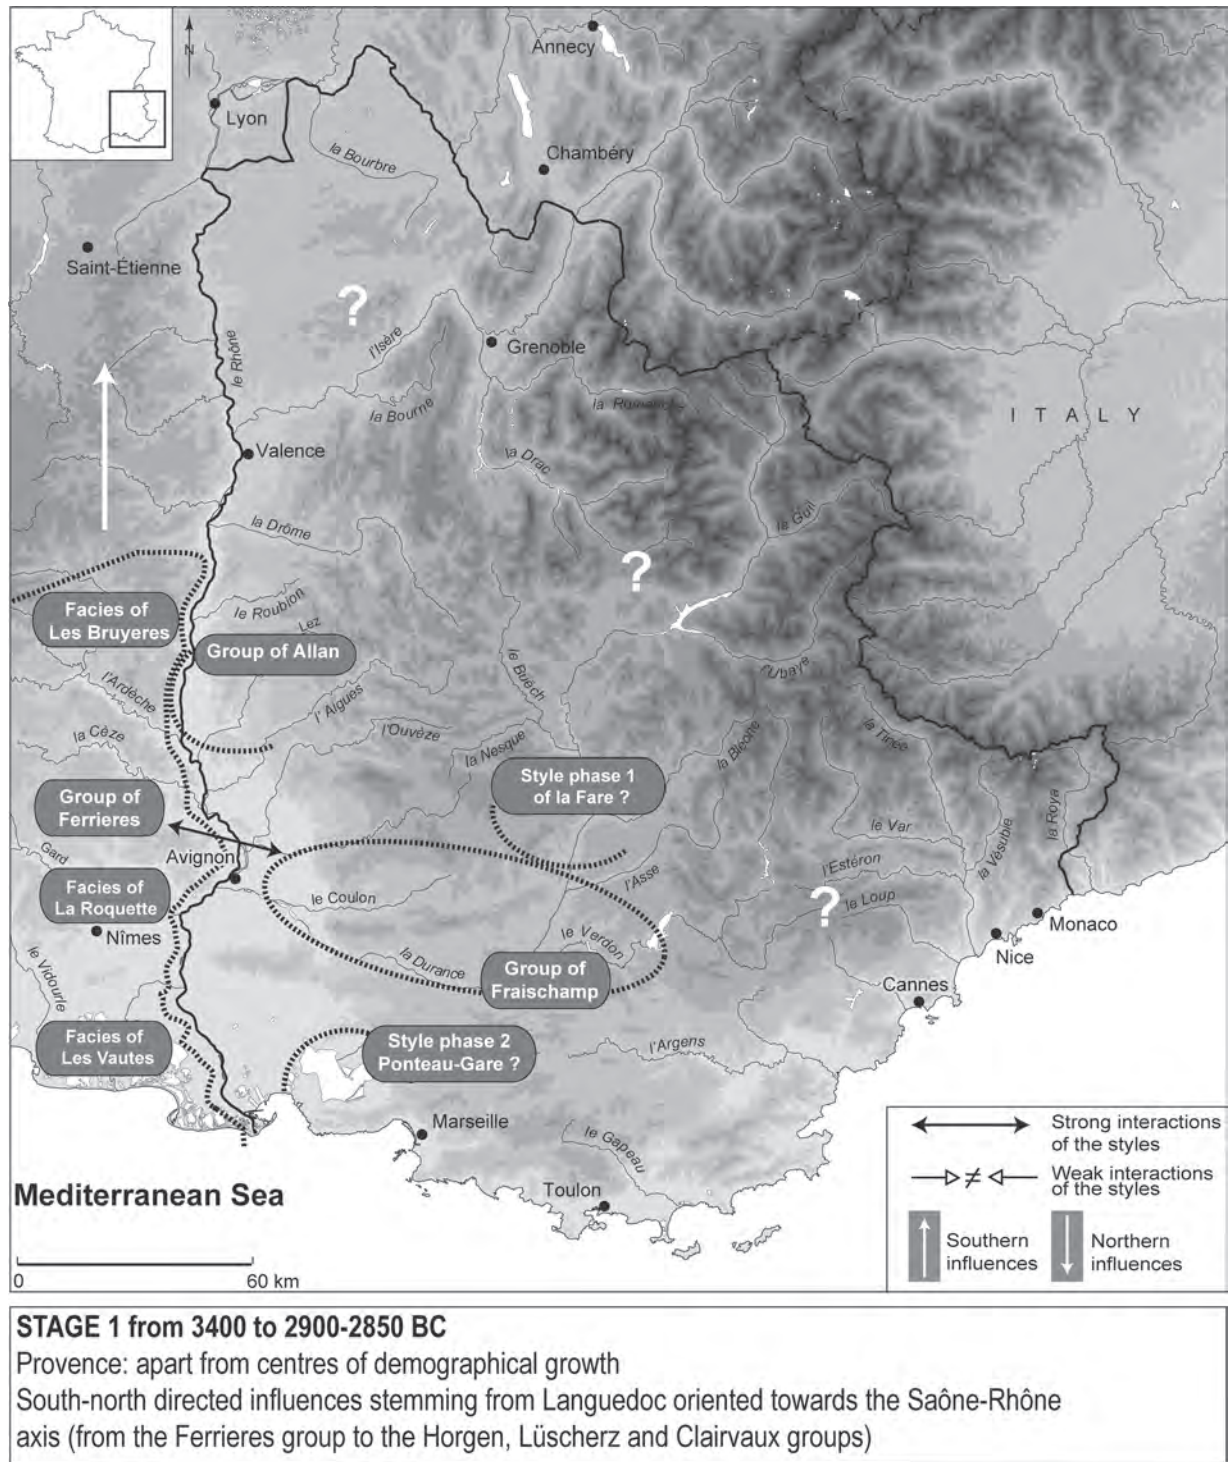 N
Annecy
Lyon
la Bourbre
Chambéry
Saint-Étienne
?
le Rhône
l'Isère
Grenoble
la Bourne
la Romanche
ITALY
Valence
la Drac
le Guil
la Drôme
?
Facies of
Les Bruyeres
le Roubion
Lez
Group of Allan
le Buëch
l'Ubaye
l'Ardèche
l'Aigues
la Cèze
l'Ouvèze
la Nesque
la Bléone
la Tinée
Style phase 1
of la Fare ?
Group of
Ferrieres
le Var
la Vésubie
la Roya
Gard
Avignon
l'Estéron
l'Asse
Facies of
La Roquette
le Coulon
?
le Loup
Nîmes
Monaco
le Verdon
Nice
le Vidourle
la Durance
Group of
Fraischamp
Cannes
Facies of
Les Vautes
Style phase 2
Ponteau-Gare ?
l'Argens
Marseille
le Gapeau
Toulon
Mediterranean Sea
0
60 km
Strong interactions
of the styles
≠
Weak interactions
of the styles
Southern
influences
Northern
influences
STAGE 1 from 3400 to 2900-2850 BC
Provence: apart from centres of demographical growth
South-north directed influences stemming from Languedoc oriented towards the Saône-Rhône
axis (from the Ferrieres group to the Horgen, Lüscherz and Clairvaux groups)